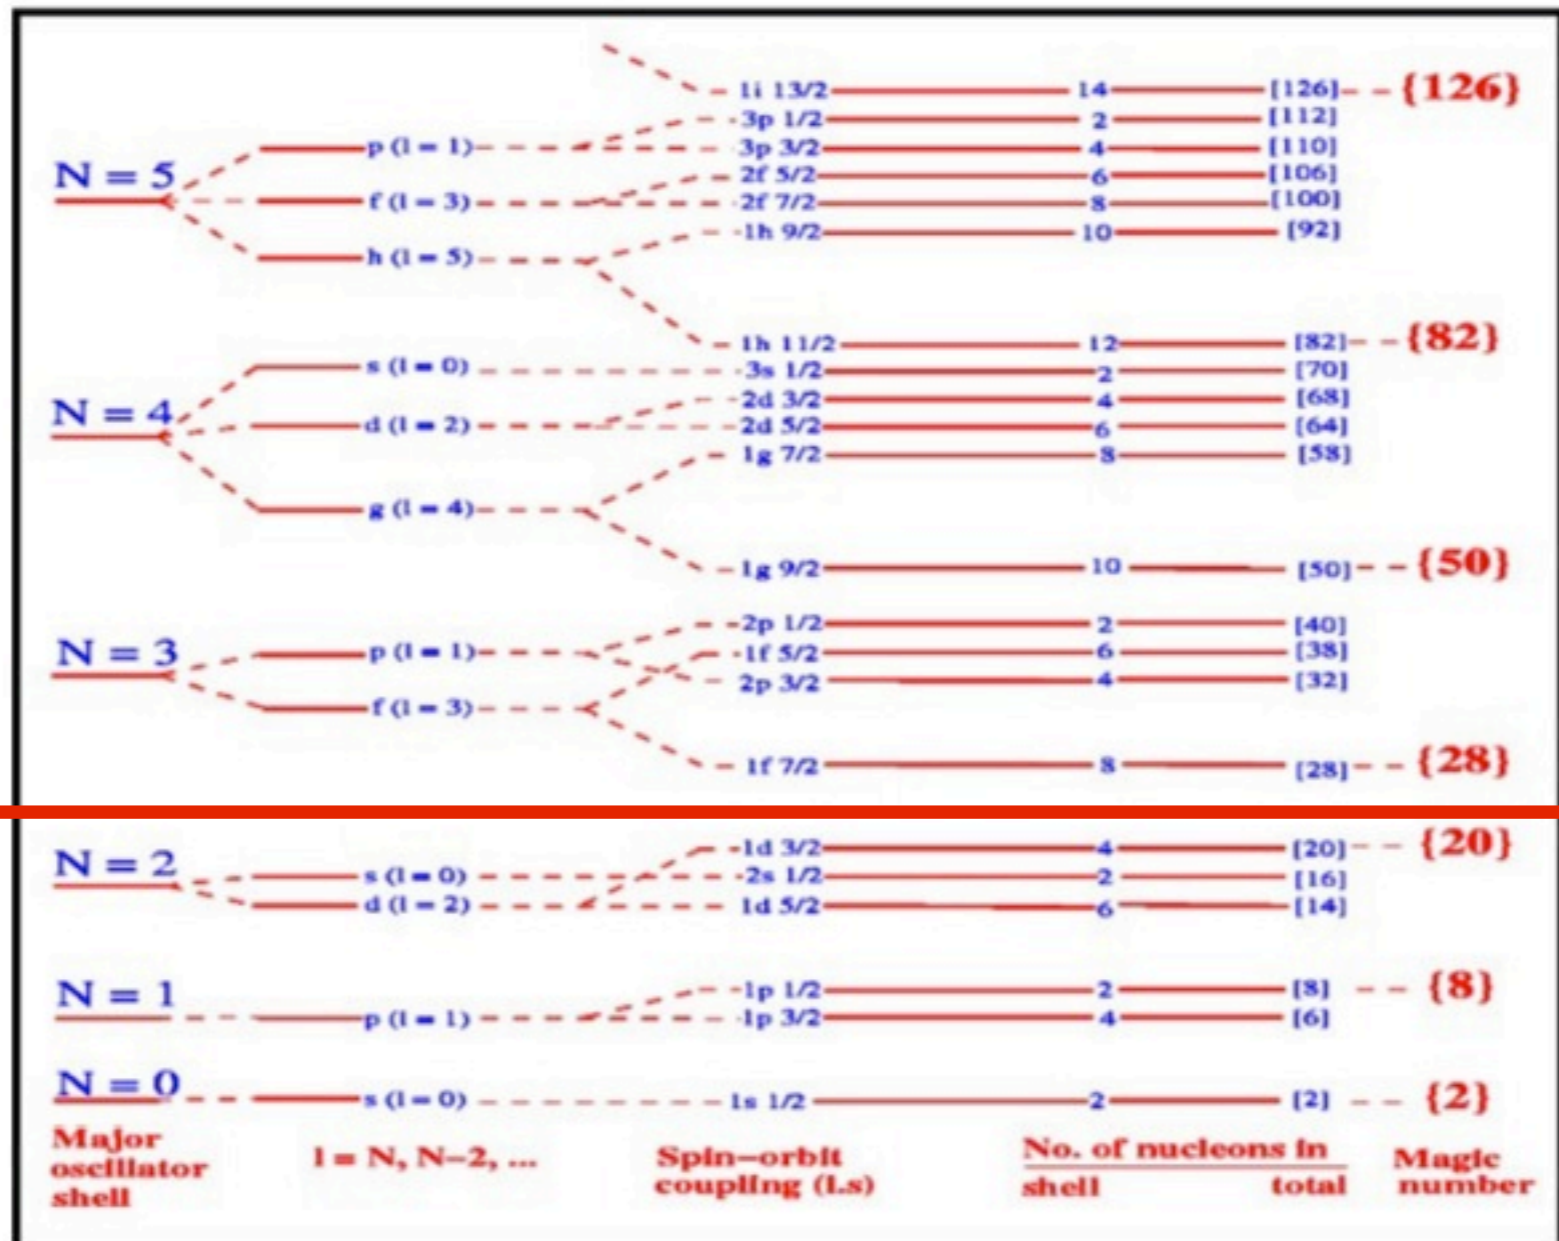 1i 13/2 14 [126] {126}
3p 1/2 2 [112]
p (l = 1) 3p 3/2 4 [110]
N = 5 2f 5/2 6 [106]
f (l = 3) 2f 7/2 8 [100]
1h 9/2 10 [92]
h (l = 5)
1h 11/2 12 [82] {82}
s (l = 0) 3s 1/2 2 [70]
2d 3/2 4 [68]
N = 4 d (l = 2) 2d 5/2 6 [64]
1g 7/2 8 [58]
g (l = 4)
1g 9/2 10 [50] {50}
2p 1/2 2 [40]
N = 3 p (l = 1) 1f 5/2 6 [38]
2p 3/2 4 [32]
f (l = 3)
1f 7/2 8 [28] {28}
1d 3/2 4 [20] {20}
N = 2 s (l = 0) 2s 1/2 2 [16]
d (l = 2) 1d 5/2 6 [14]
N = 1 1p 1/2 2 [8] {8}
p (l = 1) 1p 3/2 4 [6]
N = 0 s (l = 0) 1s 1/2 2 [2] {2}
Major
oscillator
shell
l = N, N−2, ...
Spin−orbit
coupling (l.s)
No. of nucleons in
shell total
Magic
number